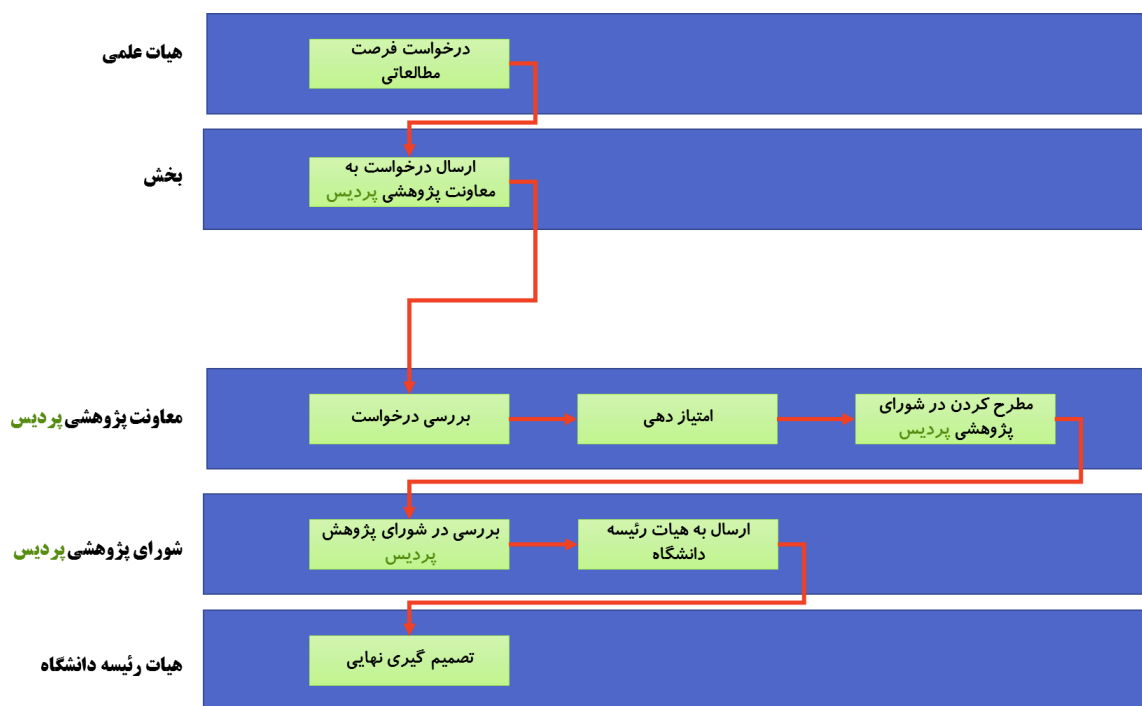 هیات علمی
درخواست فرصت
مطالعاتی
بخش
ارسال درخواست به
معاونت پژوهشی پردیس
معاونت پژوهشی پردیس
بررسی درخواست
امتیاز دهی
مطرح کردن در شورای
پژوهشی پردیس
شورای پژوهشی پردیس
بررسی در شورای پژوهش
پردیس
ارسال به هیات رئیسه
دانشگاه
هیات رئیسه دانشگاه
تصمیم گیری نهایی